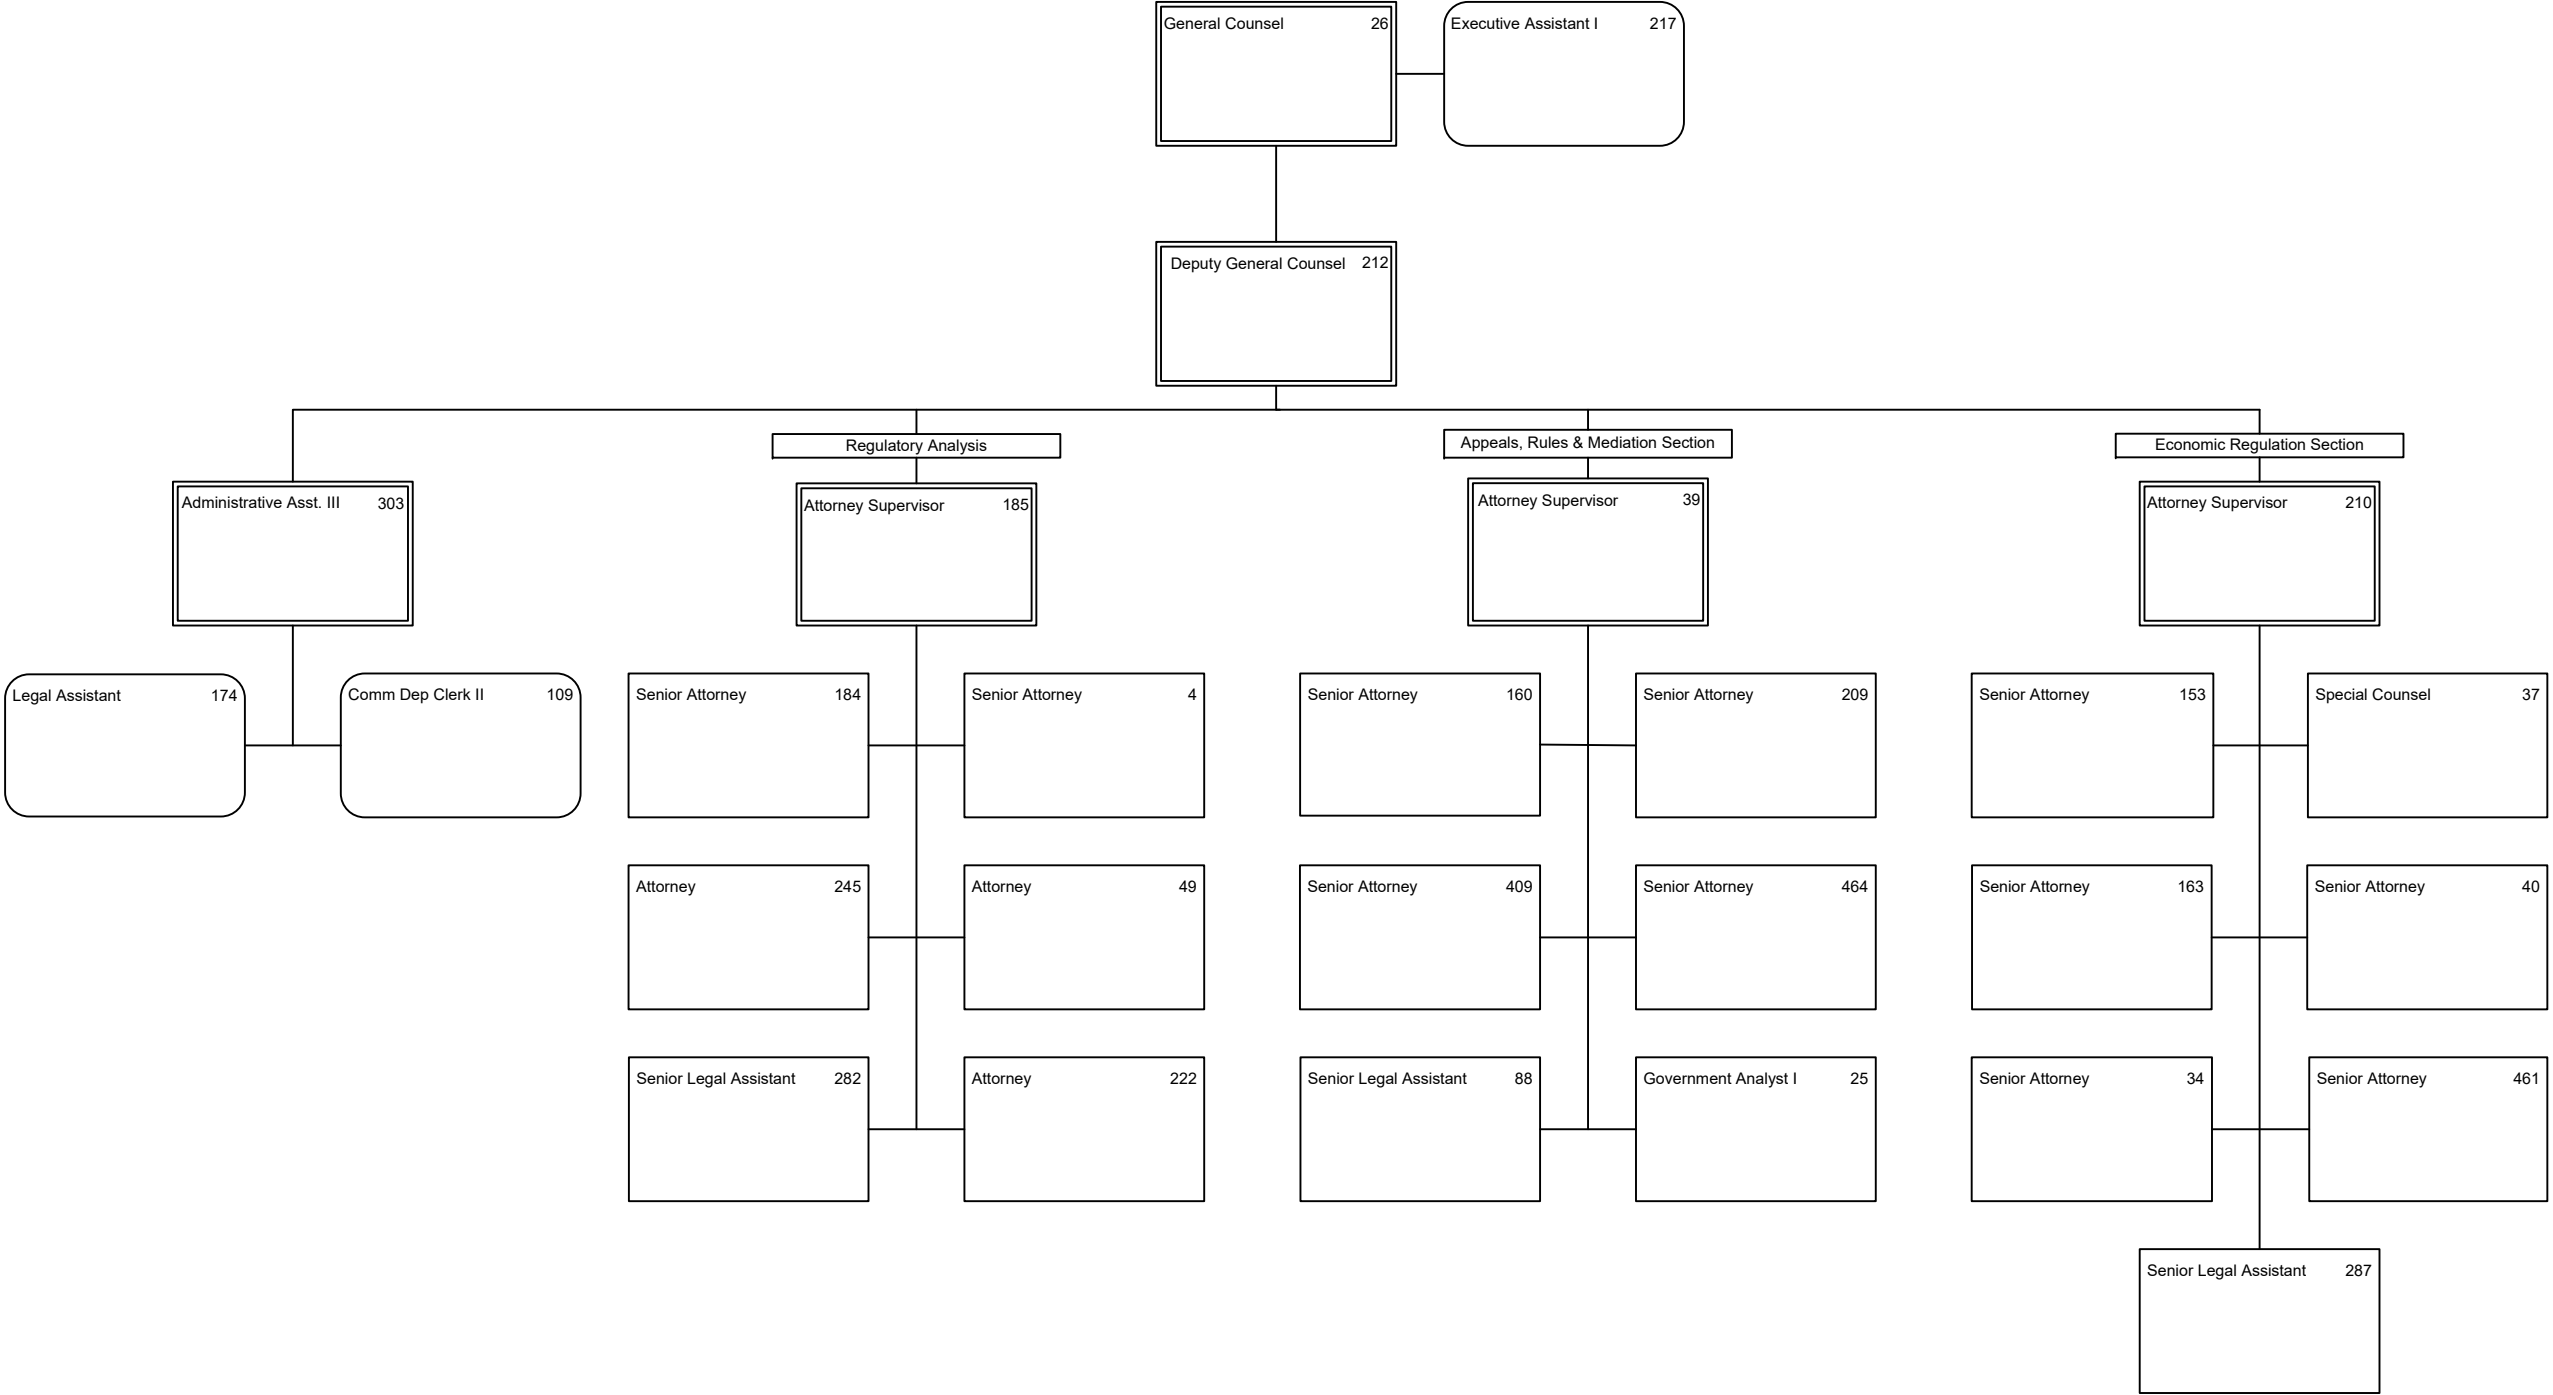 General Counsel 26
Executive Assistant I 217
Deputy General Counsel 212
Administrative Asst. III 303
Legal Assistant 174
Comm Dep Clerk II 109
Regulatory Analysis
Attorney Supervisor 185
Senior Attorney 184
Senior Attorney 4
Attorney 245
Attorney 49
Senior Legal Assistant 282
Attorney 222
Appeals, Rules & Mediation Section
Attorney Supervisor 39
Senior Attorney 160
Senior Attorney 209
Senior Attorney 409
Senior Attorney 464
Senior Legal Assistant 88
Government Analyst I 25
Economic Regulation Section
Attorney Supervisor 210
Senior Attorney 153
Special Counsel 37
Senior Attorney 163
Senior Attorney 40
Senior Attorney 34
Senior Attorney 461
Senior Legal Assistant 287